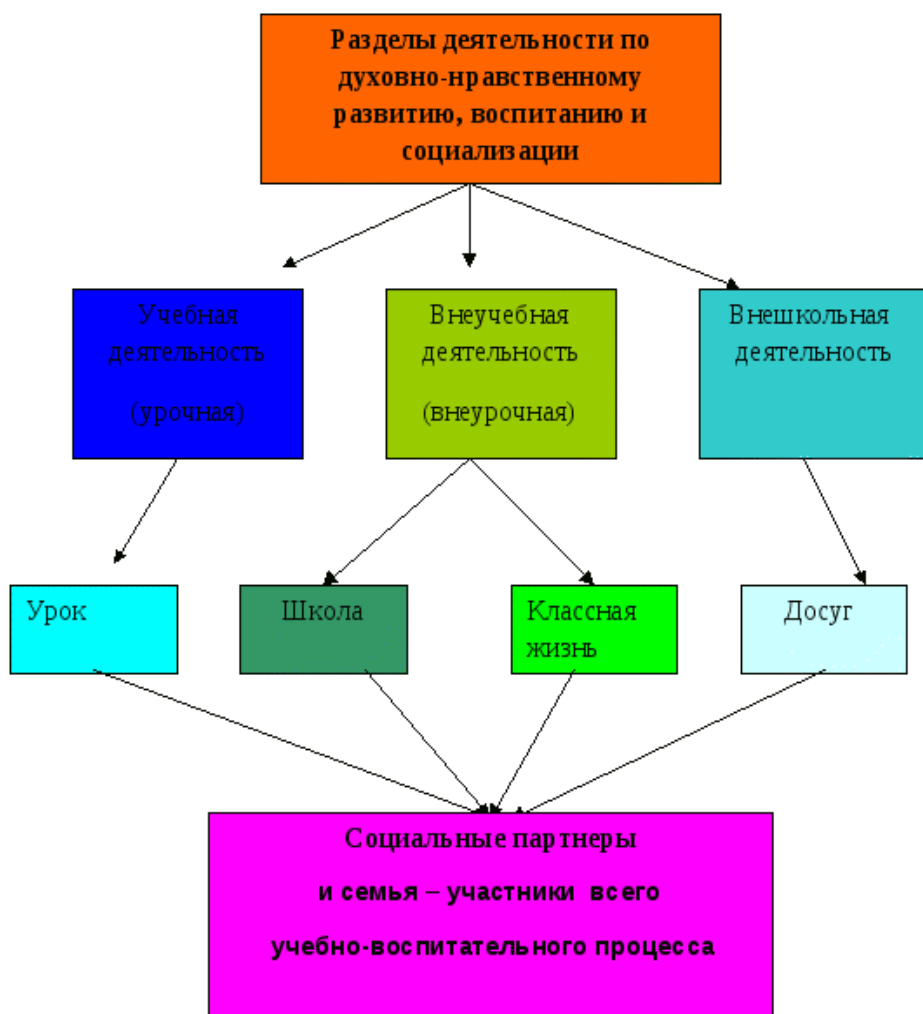 Разделы деятельности по
духовно-нравственному
развитию, воспитанию и
социализации
Учебная
деятельность
(урочная)
Внеучебная
деятельность
(внеурочная)
Внешкольная
деятельность
Урок
Школа
Классная
жизнь
Досуг
Социальные партнеры
и семья – участники всего
учебно-воспитательного процесса